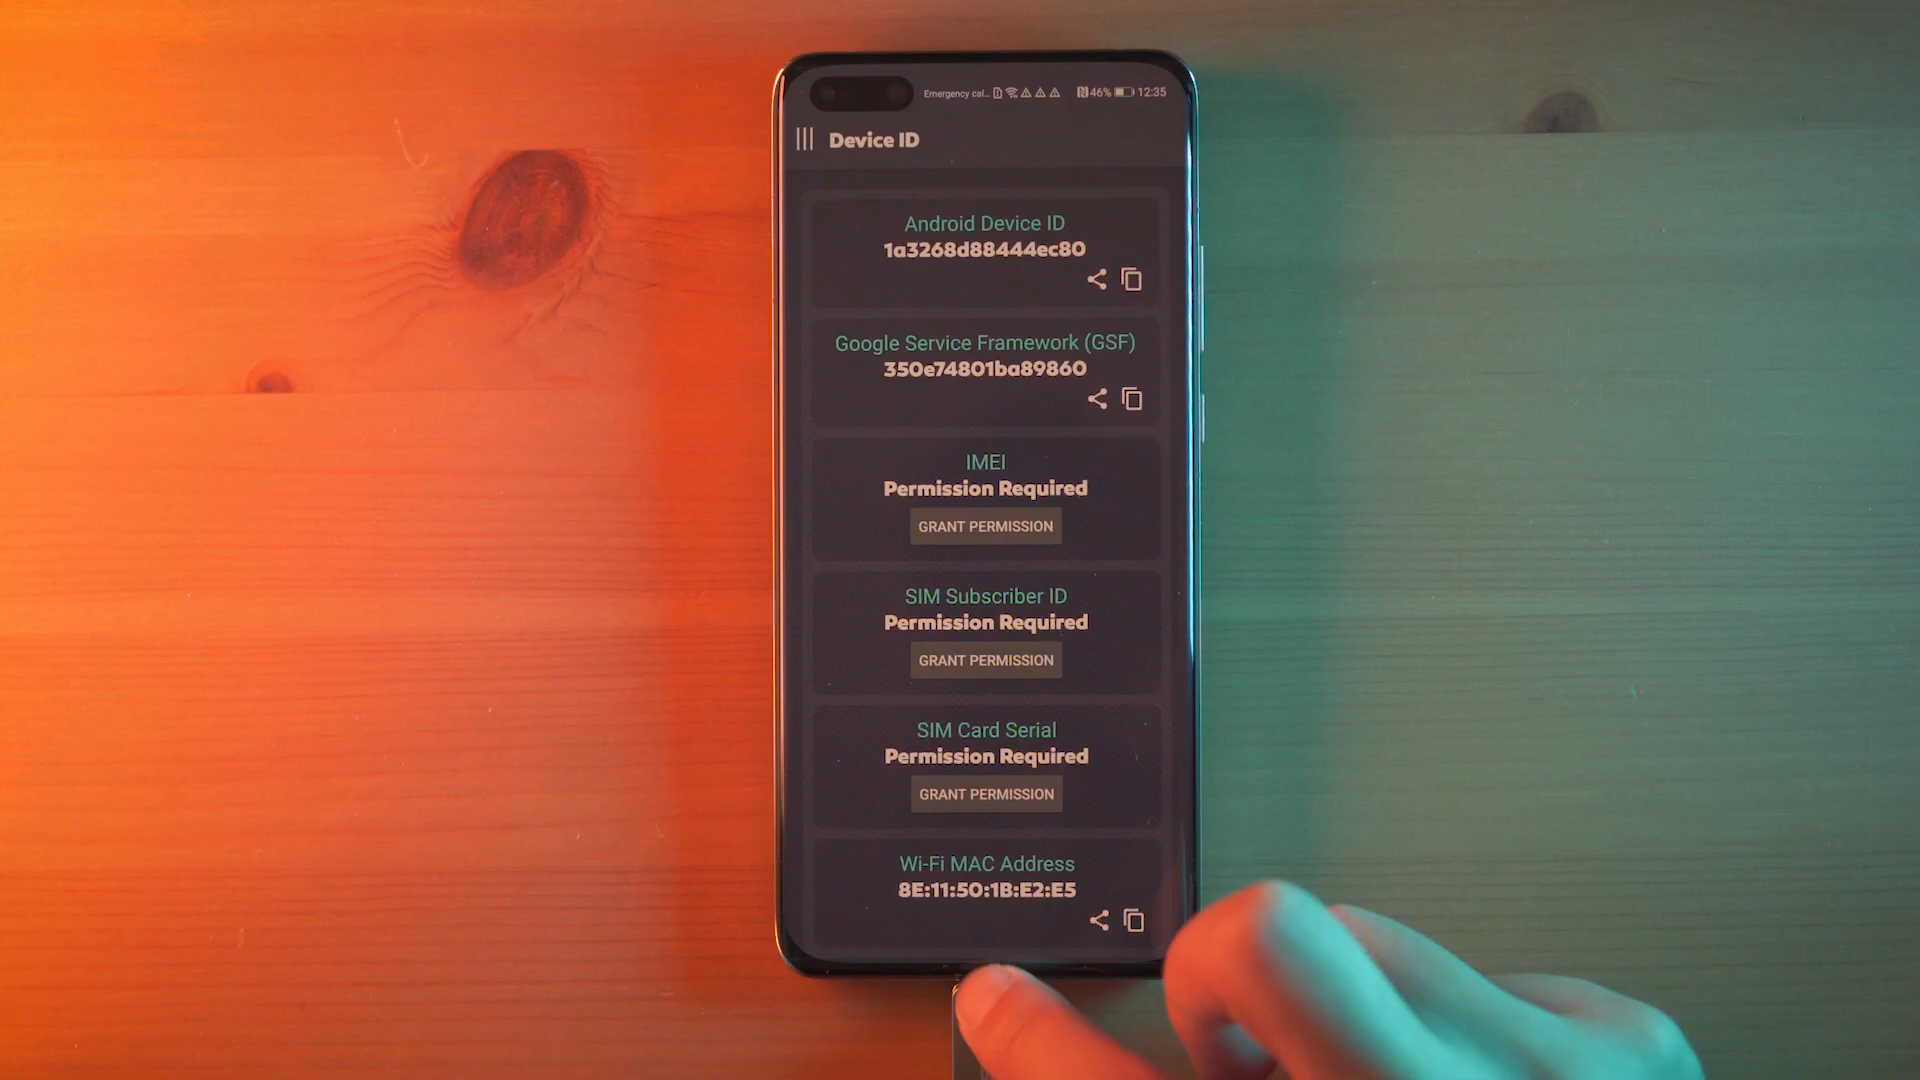 Emergency cal... 46% 12:35
Device ID
Android Device ID
1a3268d88444ec80
Google Service Framework (GSF)
350e74801ba89860
IMEI
Permission Required
GRANT PERMISSION
SIM Subscriber ID
Permission Required
GRANT PERMISSION
SIM Card Serial
Permission Required
GRANT PERMISSION
Wi-Fi MAC Address
8E:11:50:1B:E2:E5